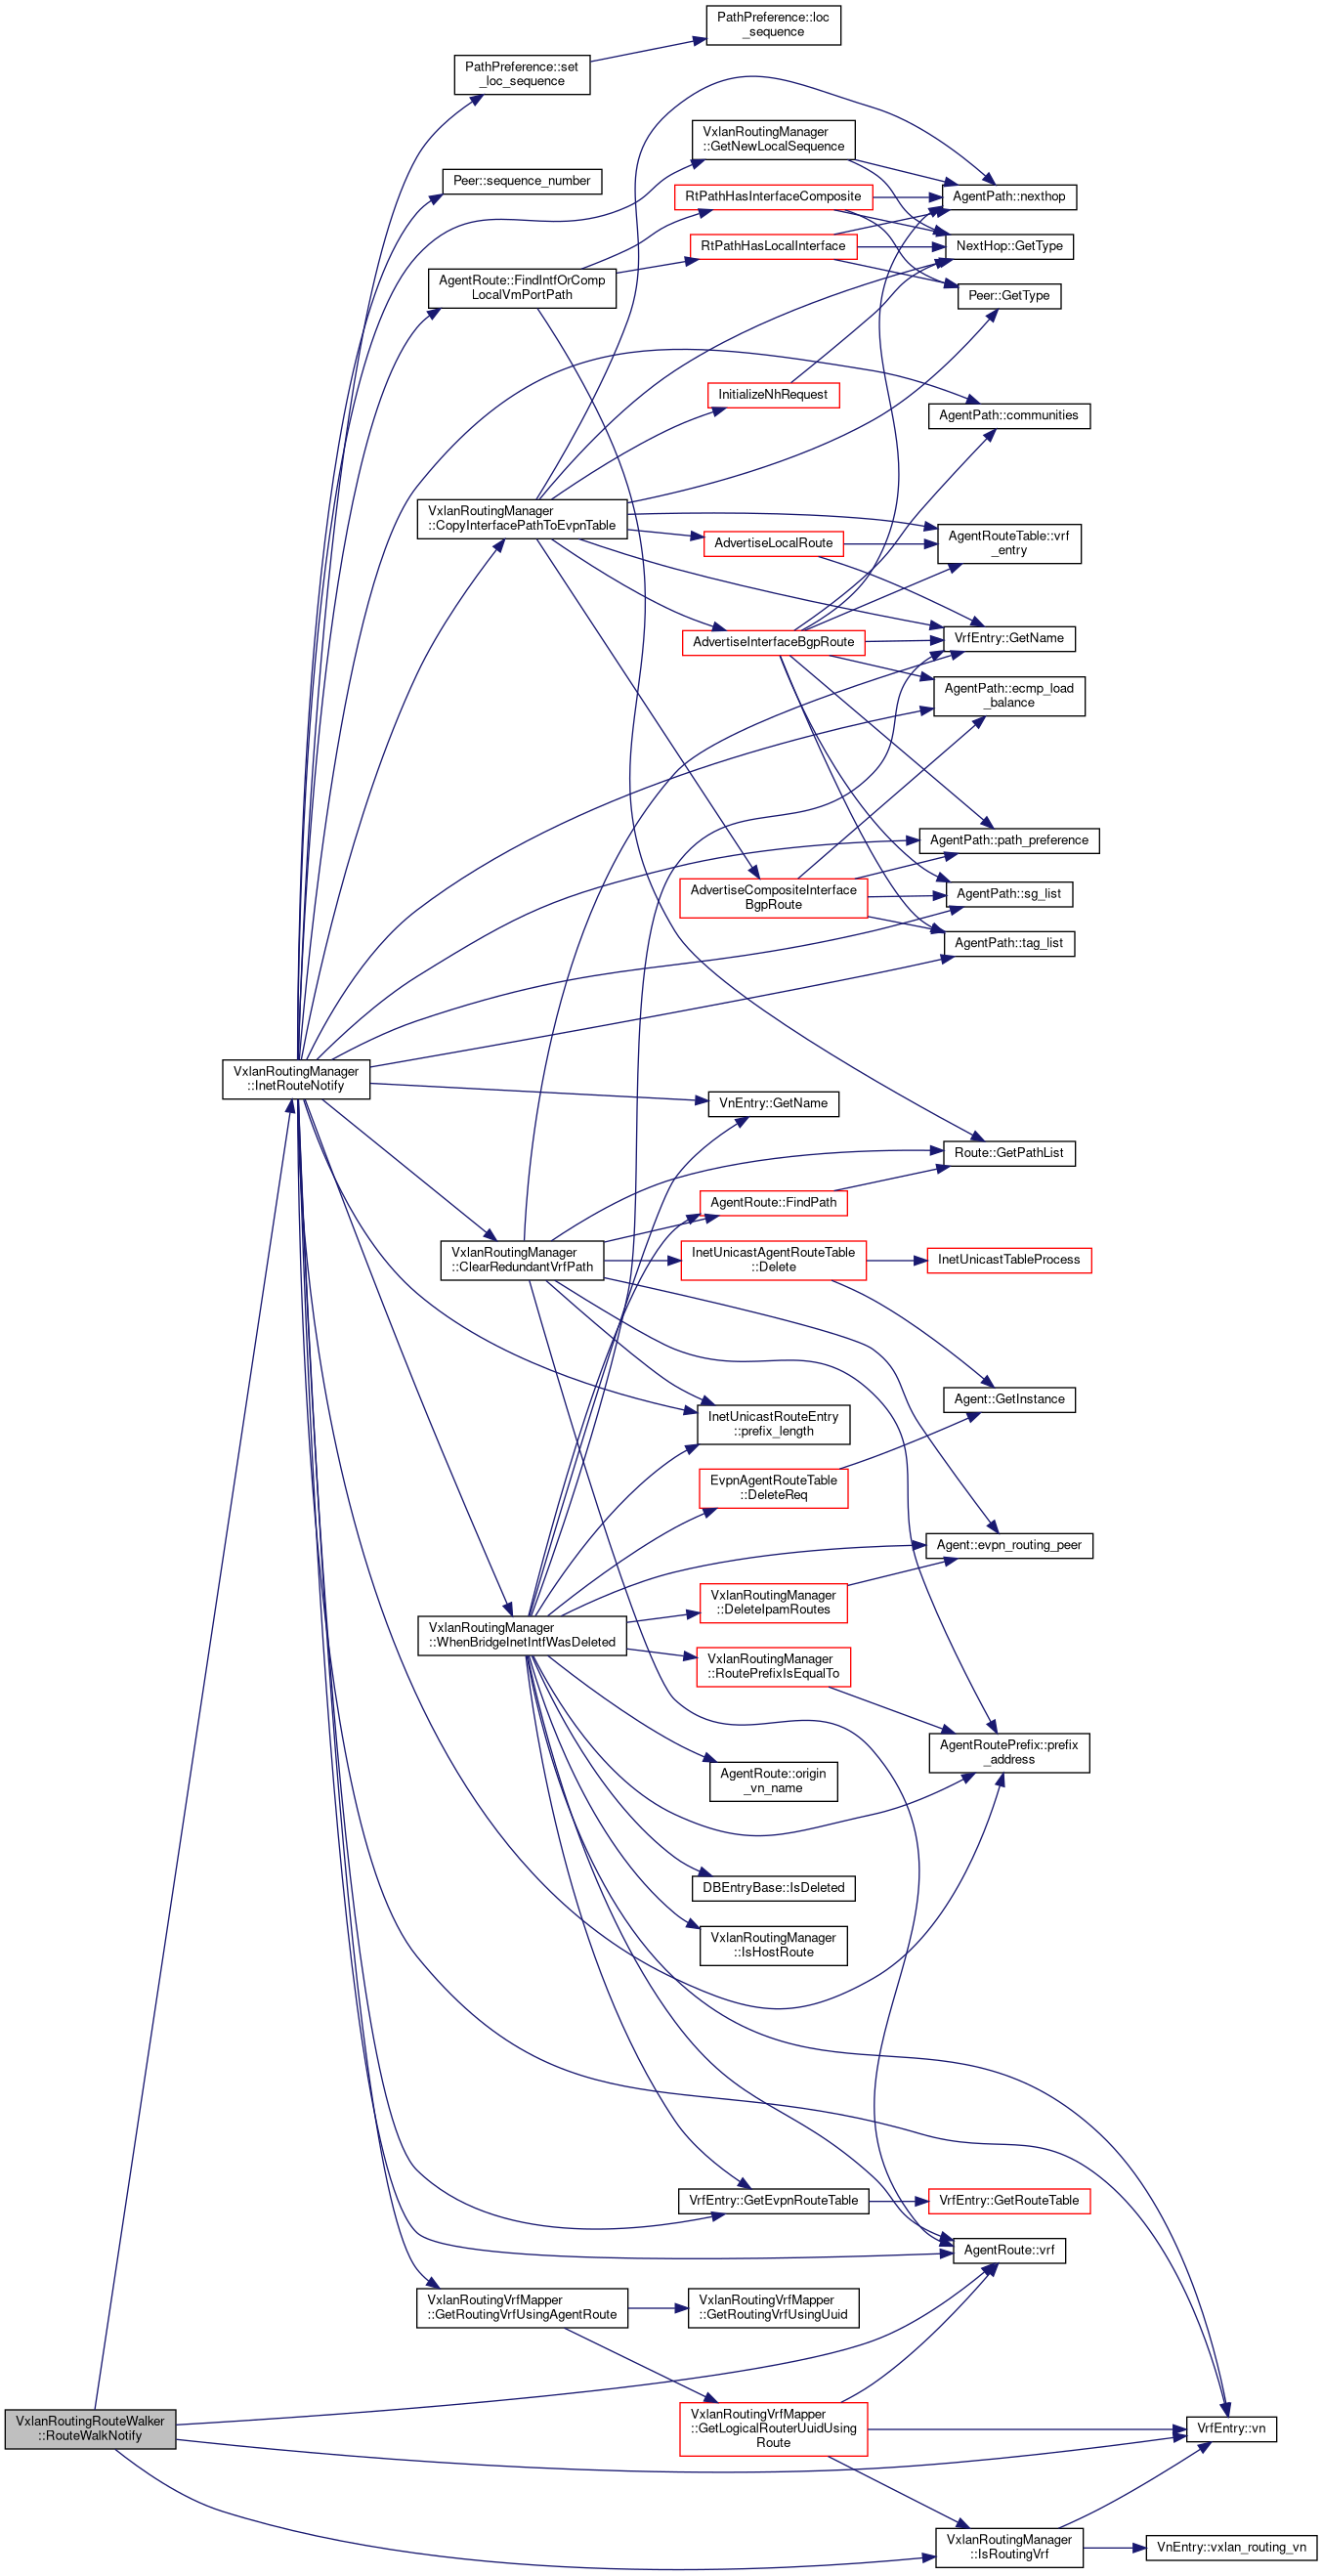 PathPreference::loc
_sequence
PathPreference::set
_loc_sequence
VxlanRoutingManager
::GetNewLocalSequence
Peer::sequence_number
RtPathHasInterfaceComposite
AgentPath::nexthop
RtPathHasLocalInterface
NextHop::GetType
AgentRoute::FindIntfOrComp
LocalVmPortPath
Peer::GetType
InitializeNhRequest
AgentPath::communities
VxlanRoutingManager
::CopyInterfacePathToEvpnTable
AdvertiseLocalRoute
AgentRouteTable::vrf
_entry
AdvertiseInterfaceBgpRoute
VrfEntry::GetName
AgentPath::ecmp_load
_balance
AgentPath::path_preference
AdvertiseCompositeInterface
BgpRoute
AgentPath::sg_list
AgentPath::tag_list
VxlanRoutingManager
::InetRouteNotify
VnEntry::GetName
Route::GetPathList
AgentRoute::FindPath
VxlanRoutingManager
::ClearRedundantVrfPath
InetUnicastAgentRouteTable
::Delete
InetUnicastTableProcess
Agent::GetInstance
InetUnicastRouteEntry
::prefix_length
EvpnAgentRouteTable
::DeleteReq
Agent::evpn_routing_peer
VxlanRoutingManager
::DeleteIpamRoutes
VxlanRoutingManager
::WhenBridgeInetIntfWasDeleted
VxlanRoutingManager
::RoutePrefixIsEqualTo
AgentRoutePrefix::prefix
_address
AgentRoute::origin
_vn_name
DBEntryBase::IsDeleted
VxlanRoutingManager
::IsHostRoute
VrfEntry::GetEvpnRouteTable
VrfEntry::GetRouteTable
AgentRoute::vrf
VxlanRoutingVrfMapper
::GetRoutingVrfUsingAgentRoute
VxlanRoutingVrfMapper
::GetRoutingVrfUsingUuid
VxlanRoutingRouteWalker
::RouteWalkNotify
VxlanRoutingVrfMapper
::GetLogicalRouterUuidUsing
Route
VrfEntry::vn
VxlanRoutingManager
::IsRoutingVrf
VnEntry::vxlan_routing_vn